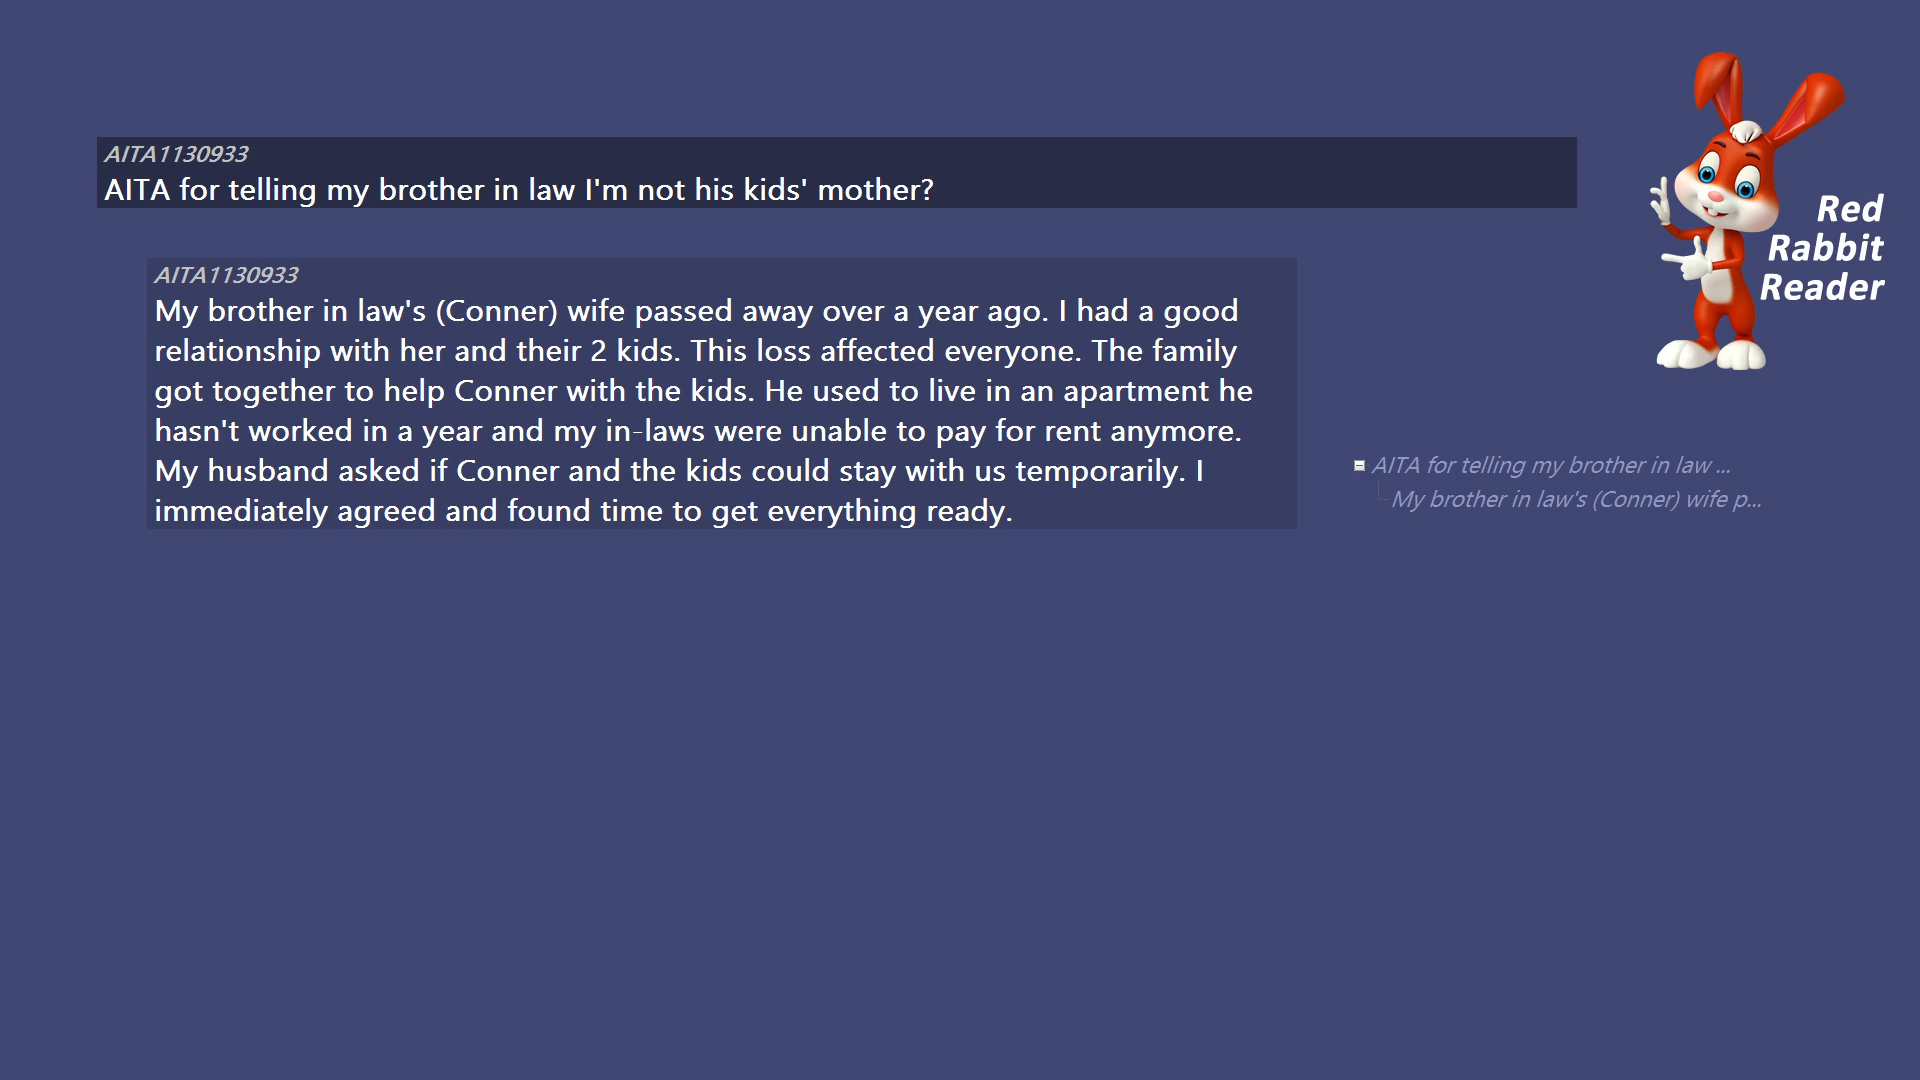 AITA1130933
AITA for telling my brother in law I'm not his kids' mother?
AITA1130933
My brother in law's (Conner) wife passed away over a year ago. I had a good
relationship with her and their 2 kids. This loss affected everyone. The family
got together to help Conner with the kids. He used to live in an apartment he
hasn't worked in a year and my in-laws were unable to pay for rent anymore.
My husband asked if Conner and the kids could stay with us temporarily. I
immediately agreed and found time to get everything ready.
Red
Rabbit
Reader
AITA for telling my brother in law ...
My brother in law's (Conner) wife p...